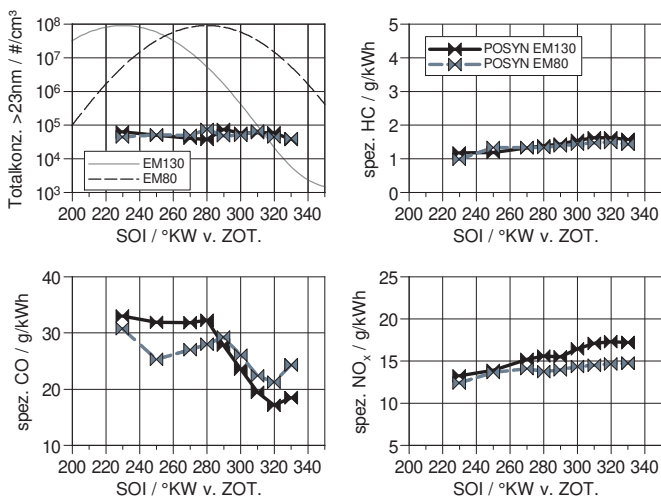 Totalkonz. >23nm / #/cm³
10⁸
10⁷
10⁶
10⁵
10⁴
10³
EM130
EM80
200 220 240 260 280 300 320 340
SOI / °KW v. ZOT.
spez. HC / g/kWh
5
4
3
2
1
0
POSYN EM130
POSYN EM80
200 220 240 260 280 300 320 340
SOI / °KW v. ZOT.
spez. CO / g/kWh
40
30
20
10
200 220 240 260 280 300 320 340
SOI / °KW v. ZOT.
spez. NOₓ / g/kWh
25
20
15
10
5
200 220 240 260 280 300 320 340
SOI / °KW v. ZOT.